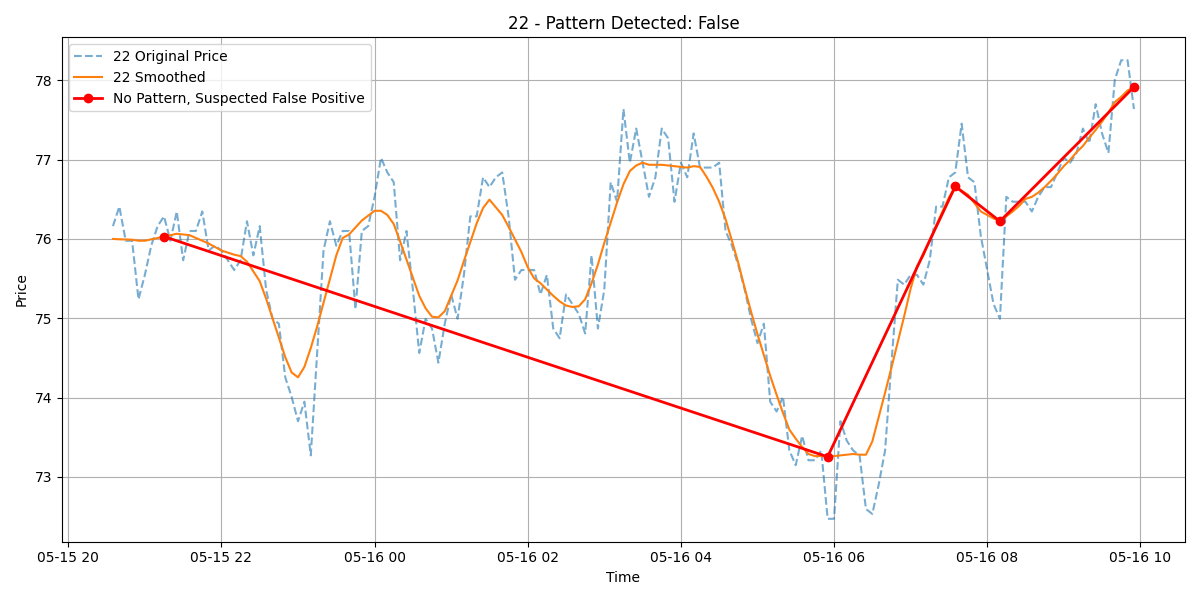 22 - Pattern Detected: False
22 Original Price
22 Smoothed
No Pattern, Suspected False Positive
Price
78
77
76
75
74
73
05-15 20
05-15 22
05-16 00
05-16 02
05-16 04
05-16 06
05-16 08
05-16 10
Time